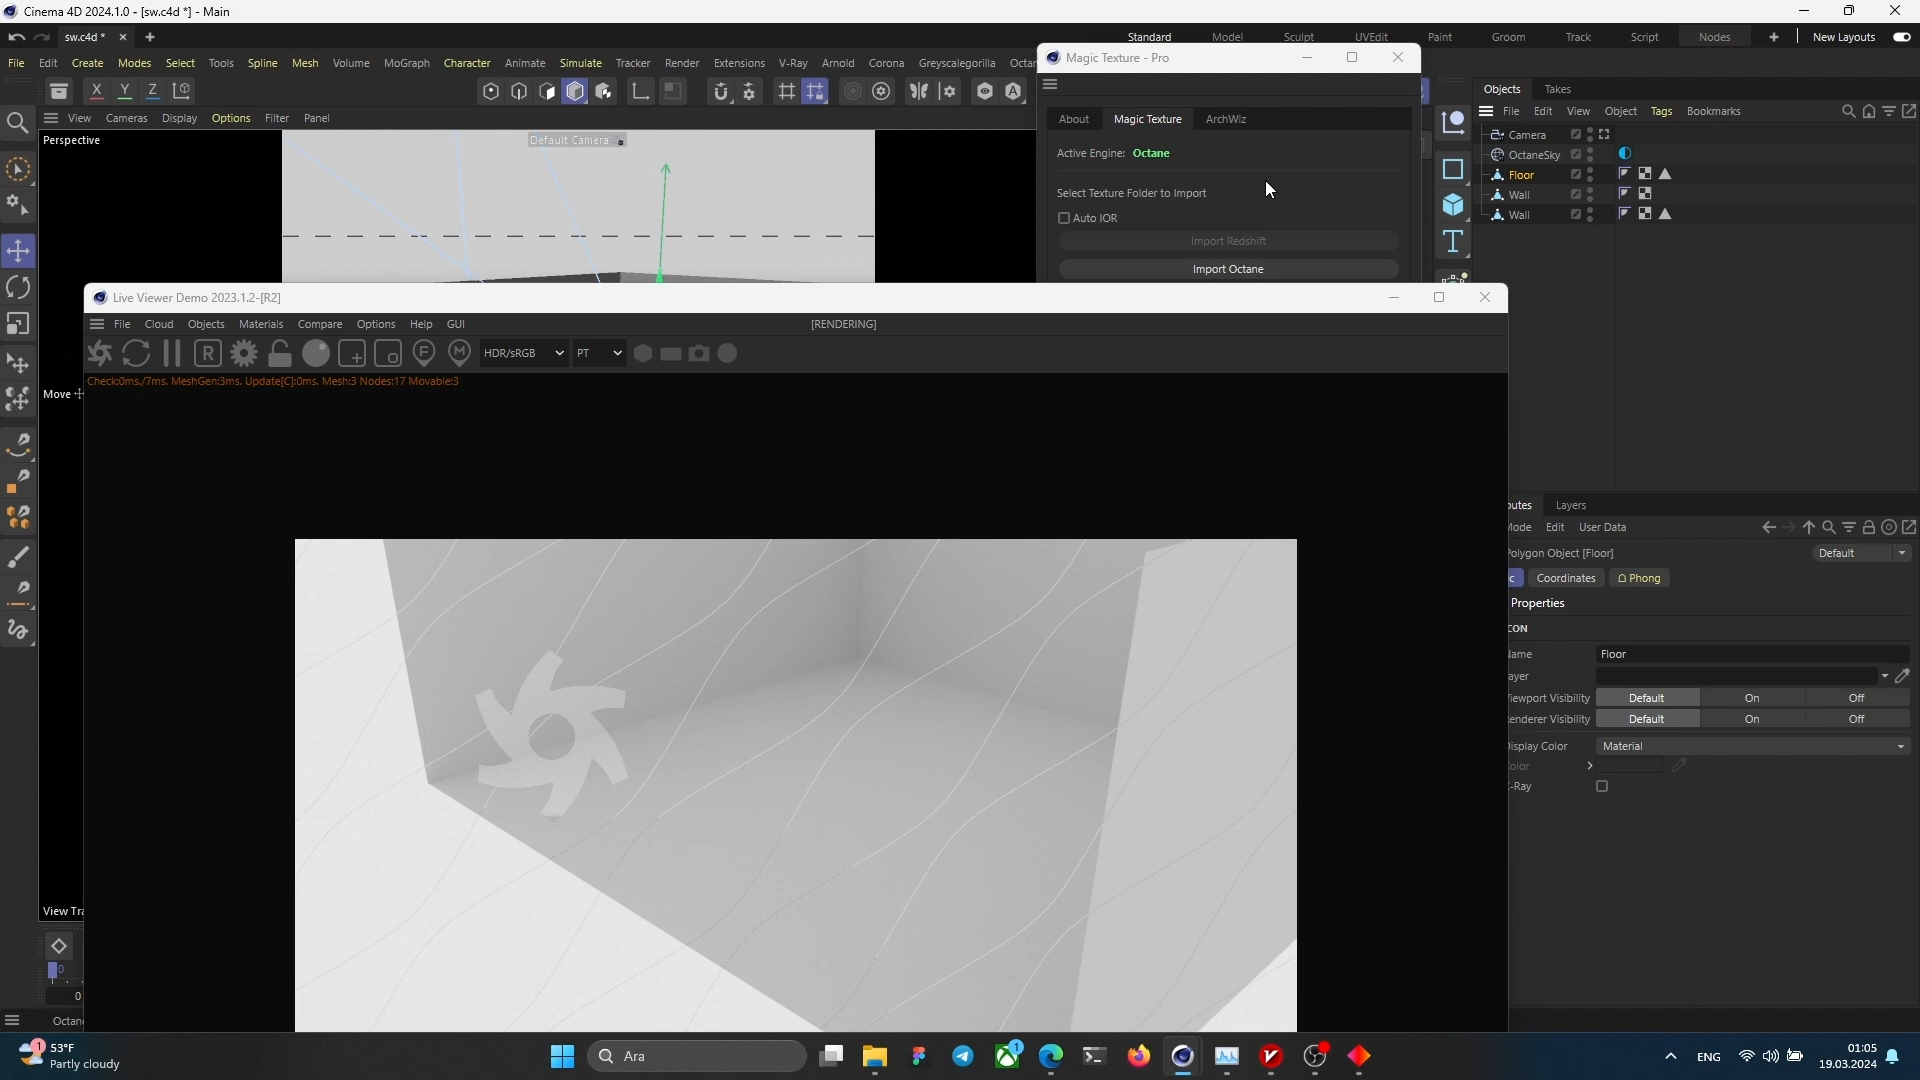 Cinema 4D 2024.1.0 - [sw.c4d *] - Main
sw.c4d *
Standard
Model
Sculpt
UVEdit
Paint
Groom
Track
Script
Nodes
New Layouts
File Edit Create Modes Select Tools Spline Mesh Volume MoGraph Character Animate Simulate Tracker Render Extensions V-Ray Arnold Corona Greyscalegorilla Octan
Magic Texture - Pro
X Y Z
View Cameras Display Options Filter Panel
Perspective
Default Camera
About
Magic Texture
ArchWiz
Active Engine: Octane
Select Texture Folder to Import
Auto IOR
Import Redshift
Import Octane
Objects
Takes
File Edit View Object Tags Bookmarks
Camera
OctaneSky
Floor
Wall
Wall
Live Viewer Demo 2023.1.2-[R2]
File Cloud Objects Materials Compare Options Help GUI
[RENDERING]
R
F
M
HDR/sRGB
PT
Check:0ms./7ms. MeshGen:3ms. Update[C]:0ms. Mesh:3 Nodes:17 Movable:3
Move
View Tra
0
0
Octane
butes
Layers
Mode Edit User Data
Polygon Object [Floor]
Default
c
Coordinates
Phong
Properties
CON
Name
Floor
ayer
iewport Visibility
Default
On
Off
enderer Visibility
Default
On
Off
isplay Color
Material
olor
-Ray
1
53°F
Partly cloudy
Ara
1
ENG
01:05
19.03.2024